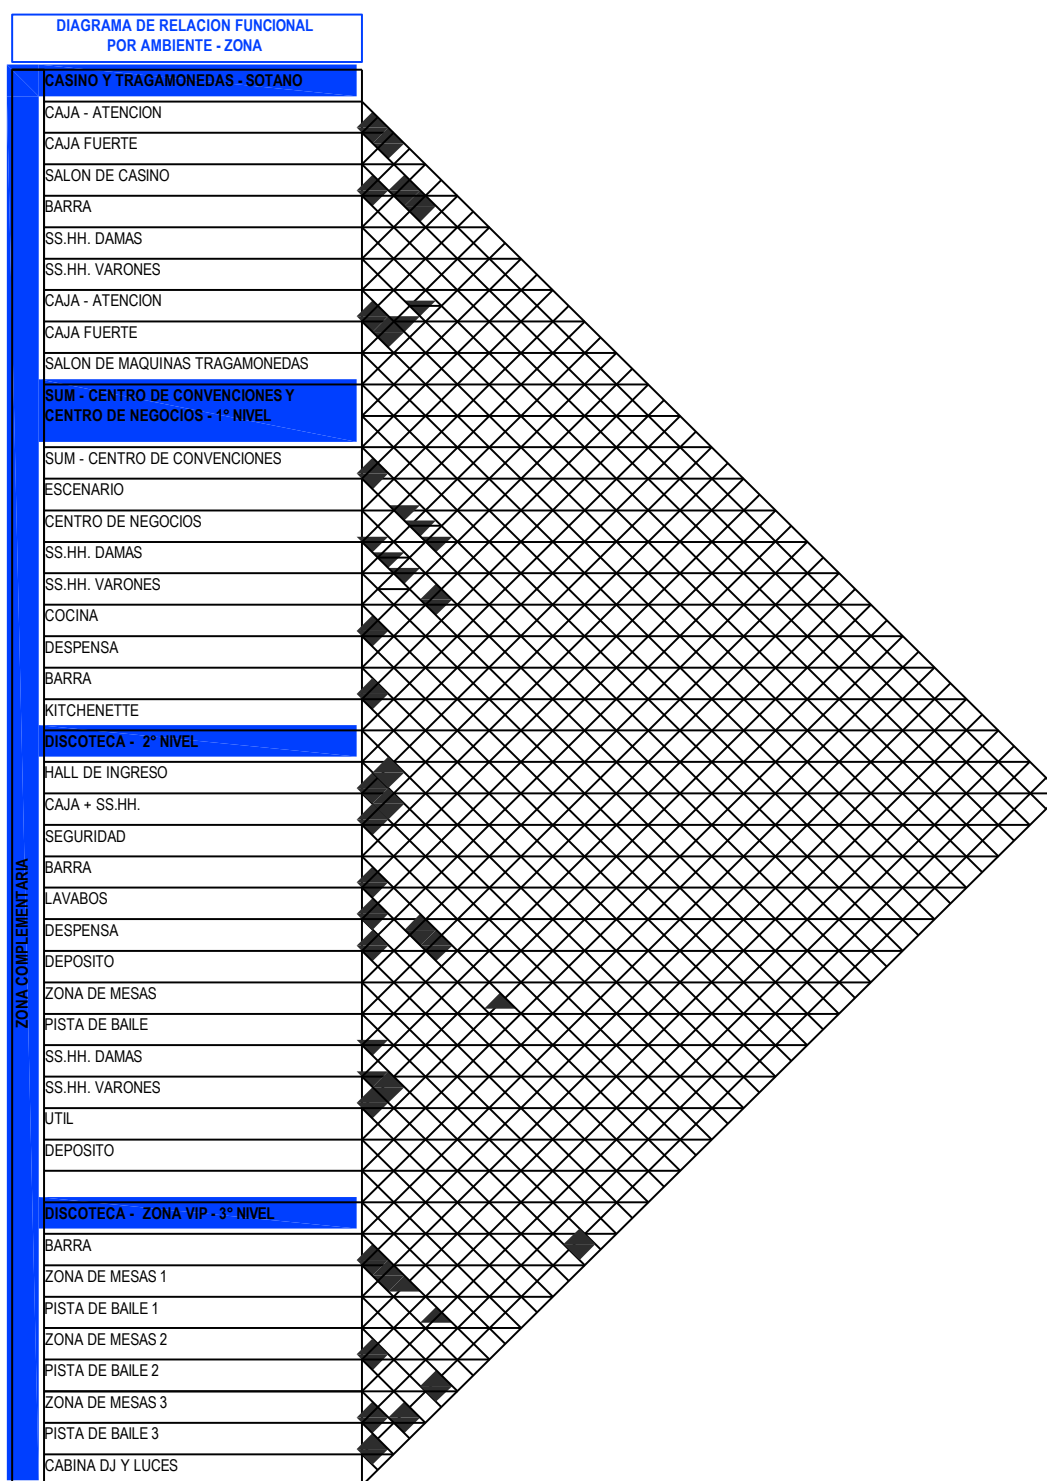 DIAGRAMA DE RELACION FUNCIONAL
POR AMBIENTE - ZONA
CASINO Y TRAGAMONEDAS - SOTANO
CAJA - ATENCION
CAJA FUERTE
SALON DE CASINO
BARRA
SS.HH. DAMAS
SS.HH. VARONES
CAJA - ATENCION
CAJA FUERTE
SALON DE MAQUINAS TRAGAMONEDAS
SUM - CENTRO DE CONVENCIONES Y
CENTRO DE NEGOCIOS - 1º NIVEL
SUM - CENTRO DE CONVENCIONES
ESCENARIO
CENTRO DE NEGOCIOS
SS.HH. DAMAS
SS.HH. VARONES
COCINA
DESPENSA
BARRA
KITCHENETTE
DISCOTECA - 2º NIVEL
HALL DE INGRESO
CAJA + SS.HH.
SEGURIDAD
BARRA
LAVABOS
DESPENSA
DEPOSITO
ZONA DE MESAS
PISTA DE BAILE
SS.HH. DAMAS
SS.HH. VARONES
UTIL
DEPOSITO
DISCOTECA - ZONA VIP - 3º NIVEL
BARRA
ZONA DE MESAS 1
PISTA DE BAILE 1
ZONA DE MESAS 2
PISTA DE BAILE 2
ZONA DE MESAS 3
PISTA DE BAILE 3
CABINA DJ Y LUCES
ZONA COMPLEMENTARIA